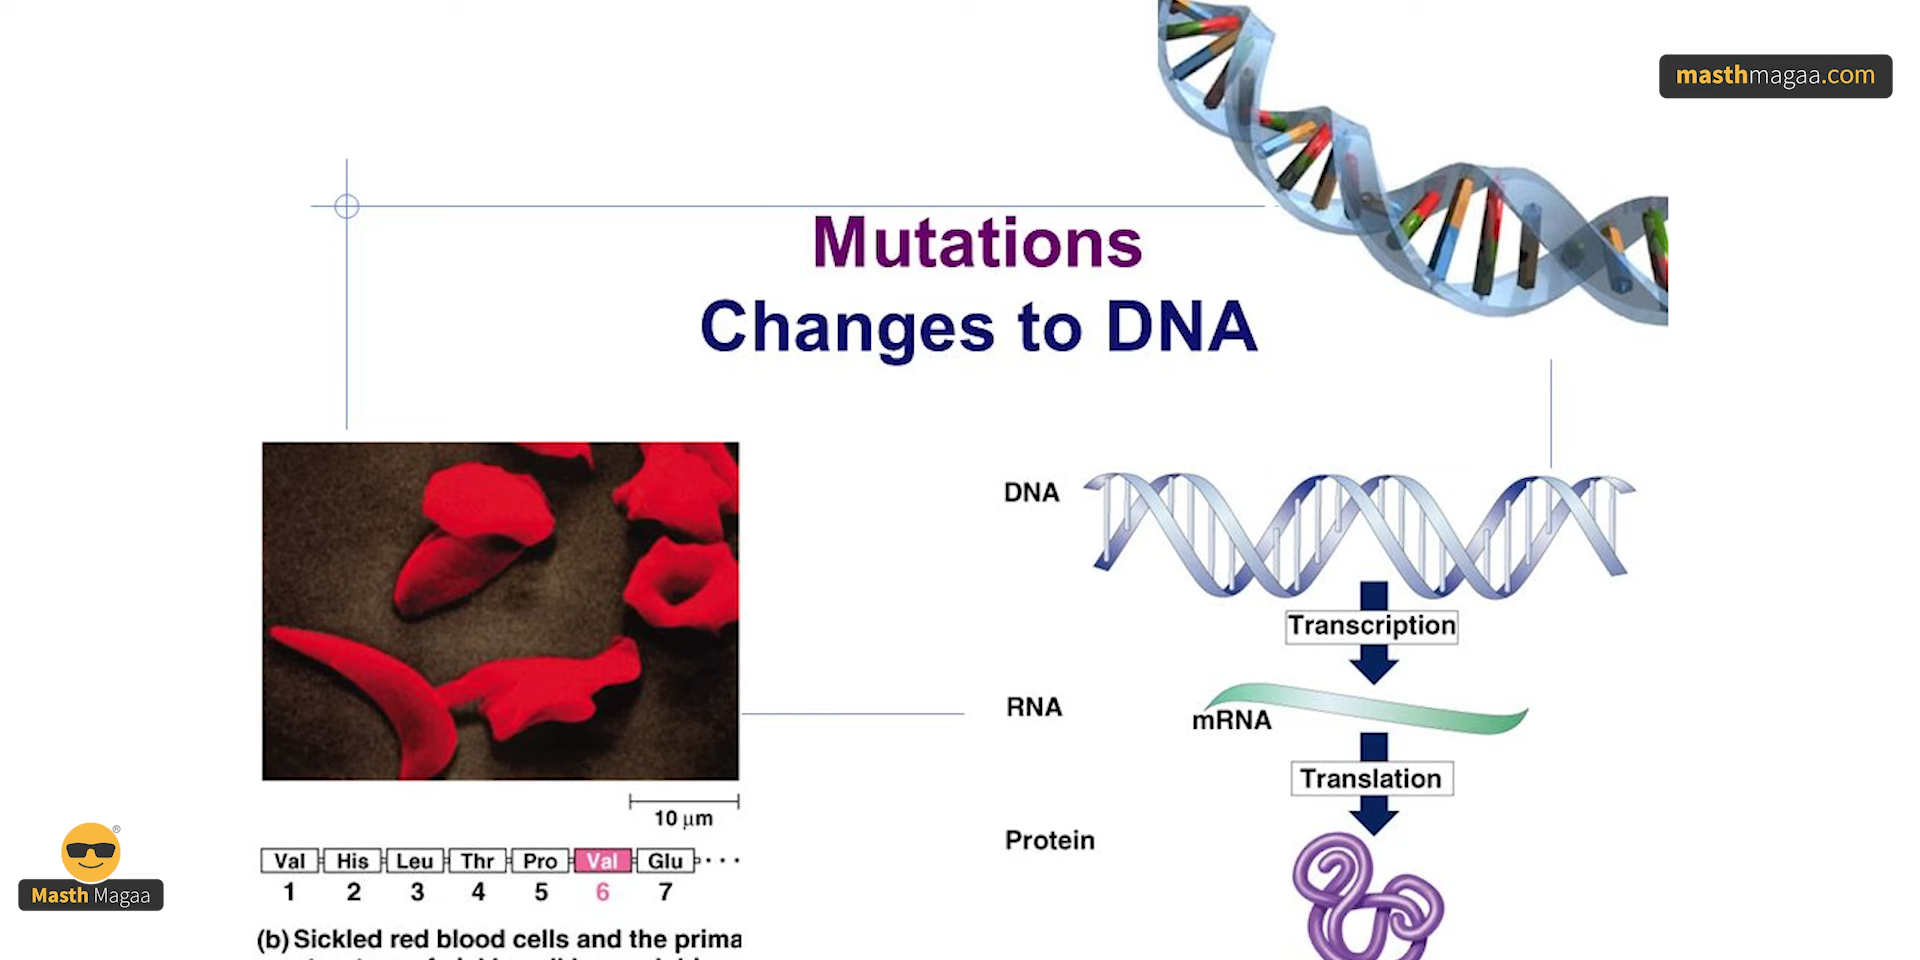 masthmagaa.com
Mutations
Changes to DNA
DNA
Transcription
RNA
mRNA
Translation
Protein
10 μm
Val His Leu Thr Pro Val Glu ···
1 2 3 4 5 6 7
(b) Sickled red blood cells and the prima
Masth Magaa
®